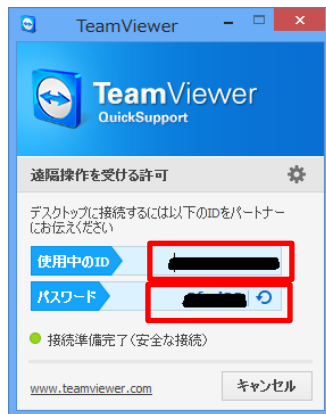 TeamViewer
TeamViewer
QuickSupport
遠隔操作を受ける許可
デスクトップに接続するには以下のIDをパートナー
にお伝えください
使用中のID
パスワード
接続準備完了(安全な接続)
www.teamviewer.com
キャンセル